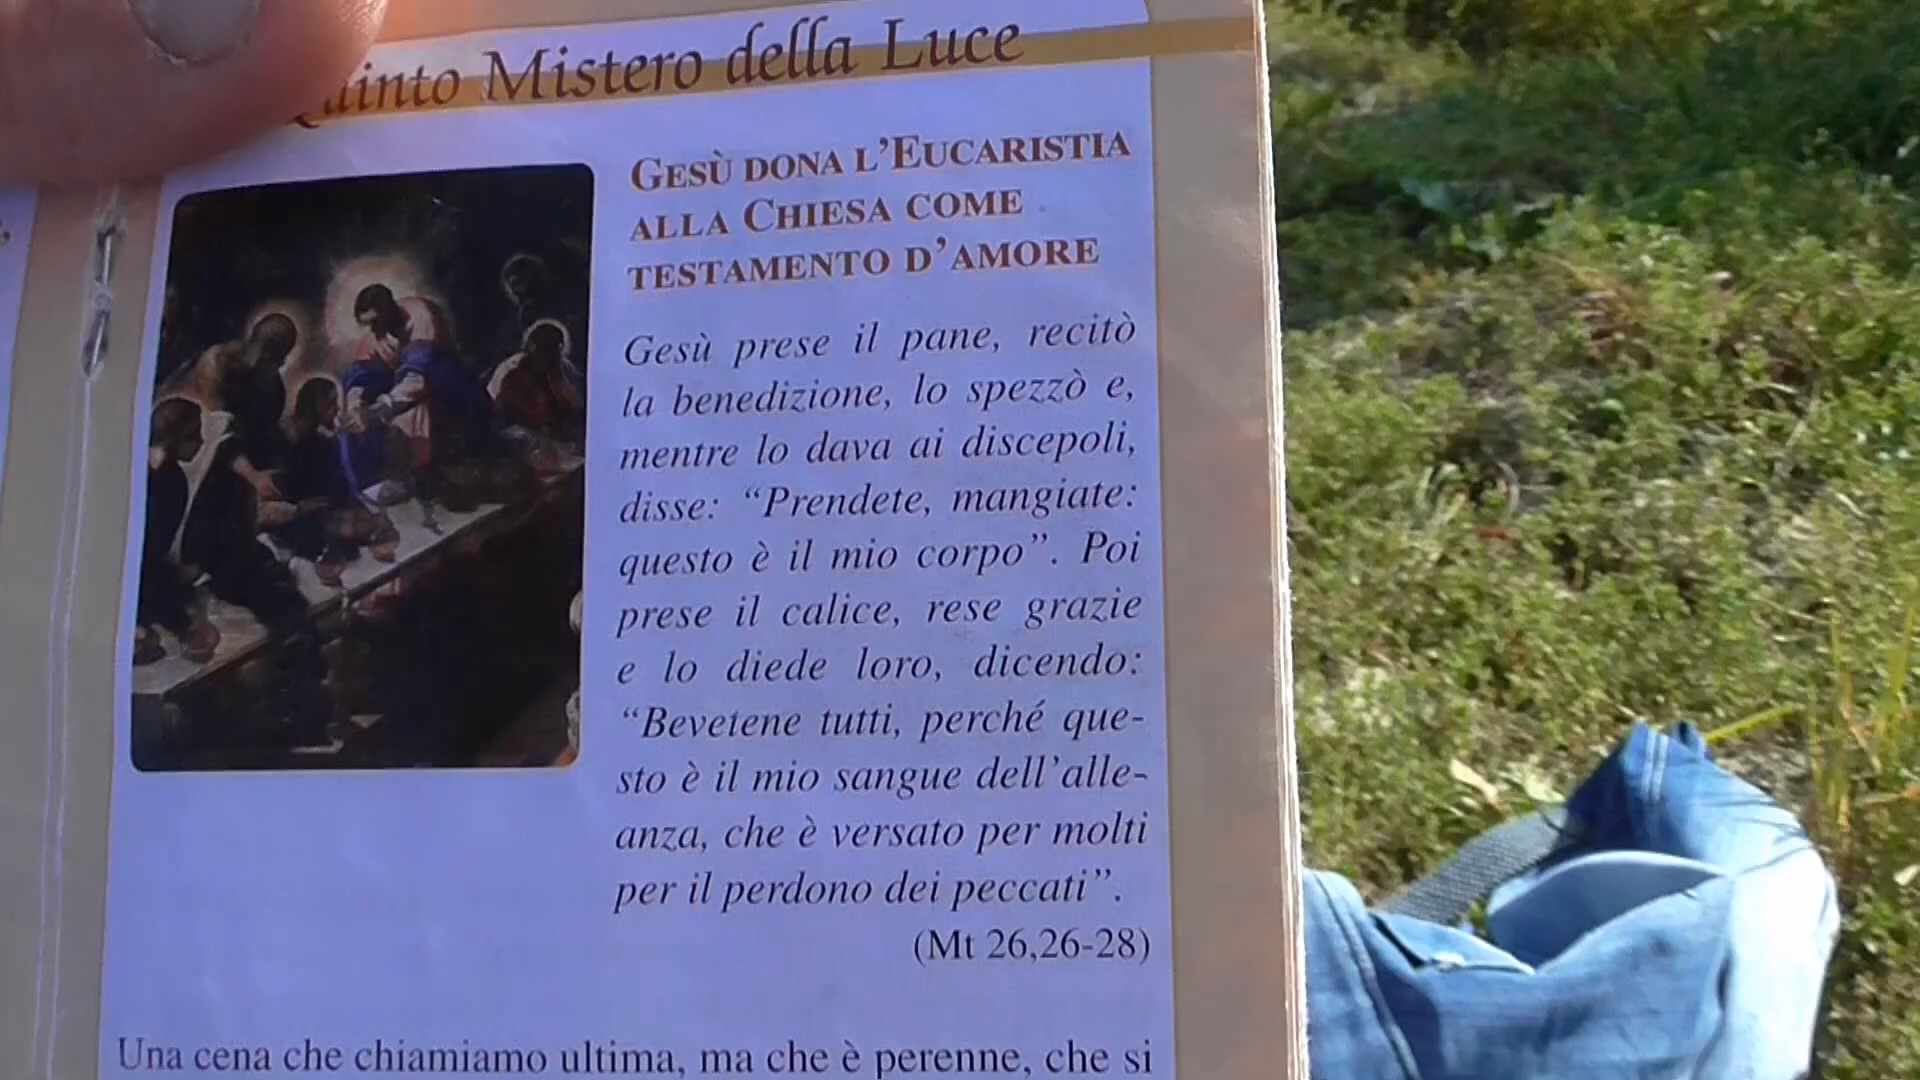 Quinto Mistero della Luce
GESÙ DONA L’EUCARISTIA
ALLA CHIESA COME
TESTAMENTO D’AMORE
Gesù prese il pane, recitò
la benedizione, lo spezzò e,
mentre lo dava ai discepoli,
disse: “Prendete, mangiate:
questo è il mio corpo”. Poi
prese il calice, rese grazie
e lo diede loro, dicendo:
“Bevetene tutti, perché que-
sto è il mio sangue dell’alle-
anza, che è versato per molti
per il perdono dei peccati”.
(Mt 26,26-28)
Una cena che chiamiamo ultima, ma che è perenne, che si